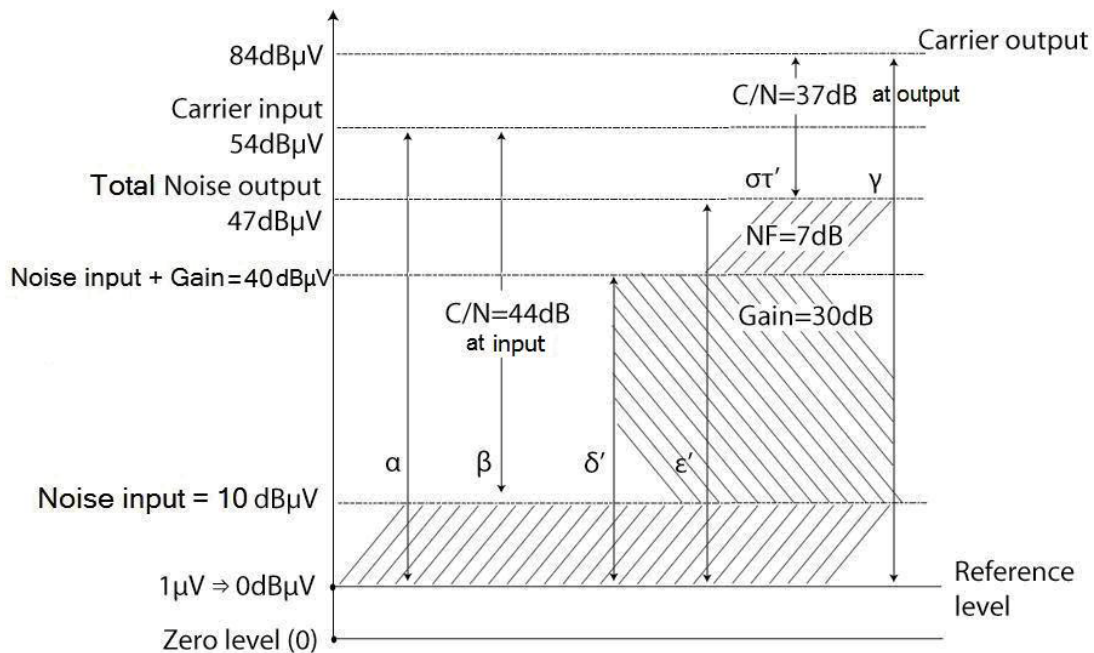 Carrier output
84dBμV
C/N=37dB at output
Carrier input
54dBμV
Total Noise output
47dBμV
στ′
γ
NF=7dB
Noise input + Gain=40dBμV
C/N=44dB
at input
Gain=30dB
α
β
δ′
ε′
Noise input = 10 dBμV
1μV ⇒ 0dBμV
Reference
level
Zero level (0)